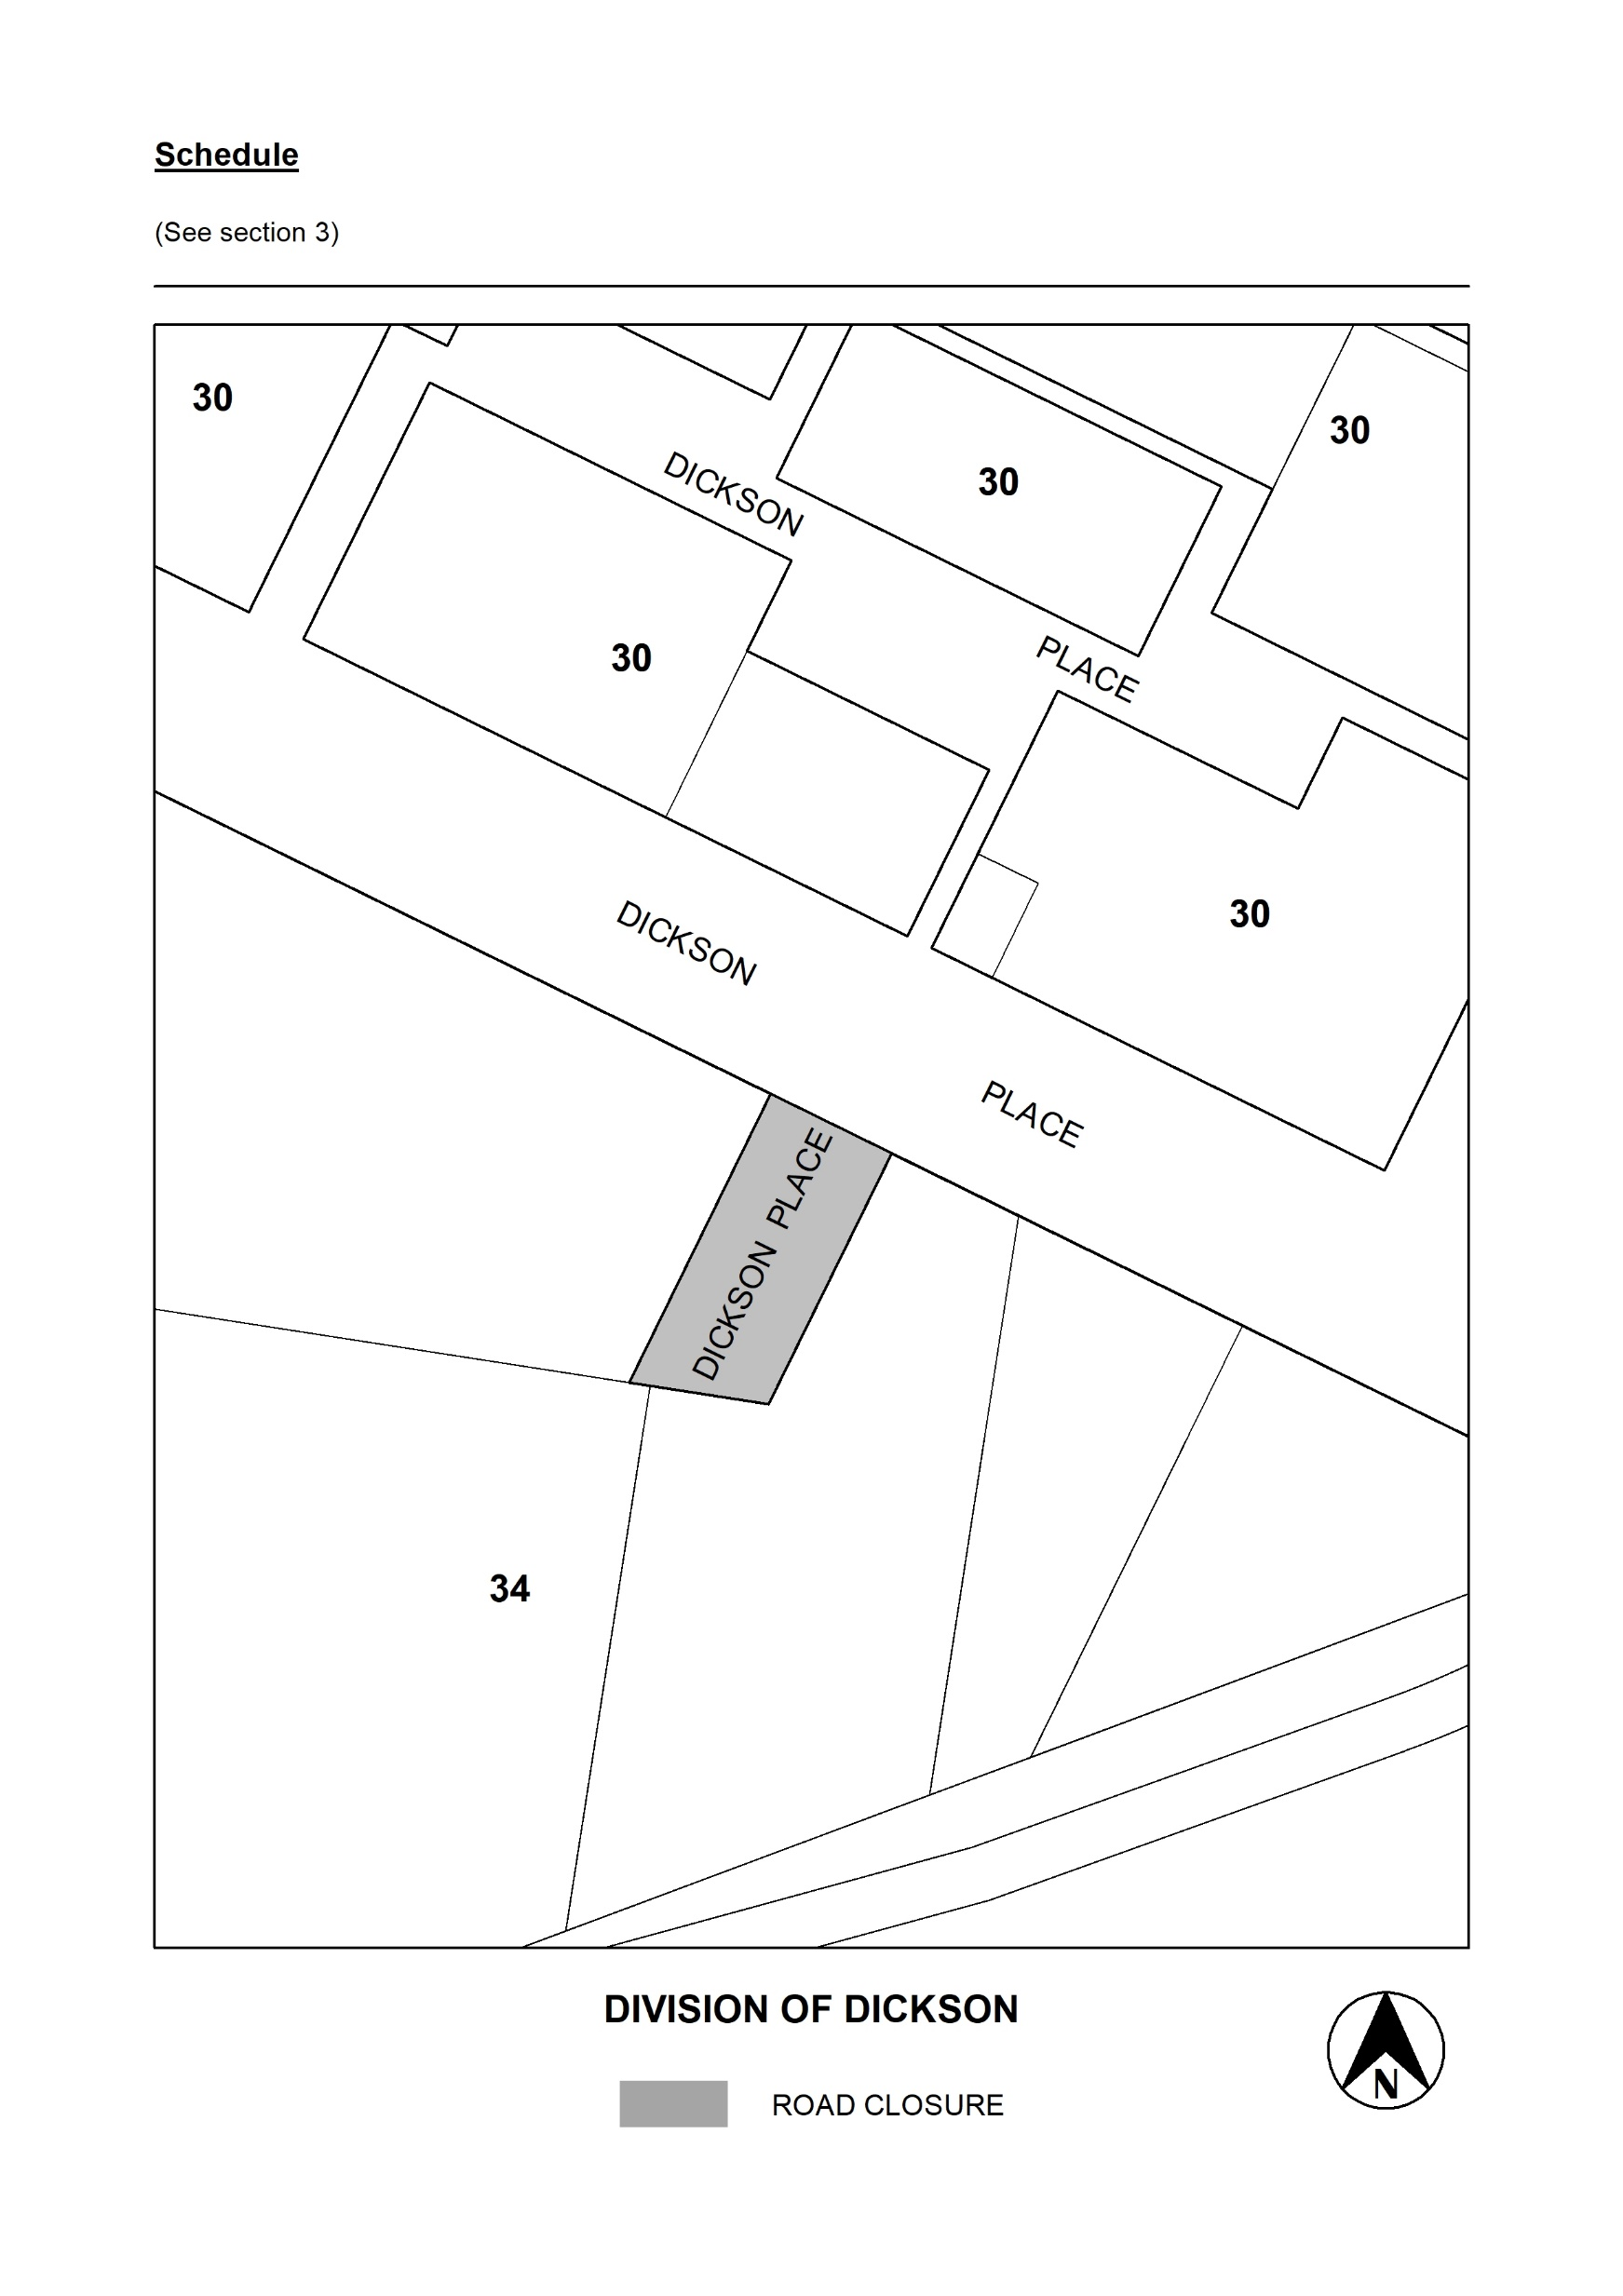 Schedule
(See section 3)
30
30
30
DICKSON
30
PLACE
30
DICKSON
PLACE
DICKSON PLACE
34
DIVISION OF DICKSON
N
ROAD CLOSURE